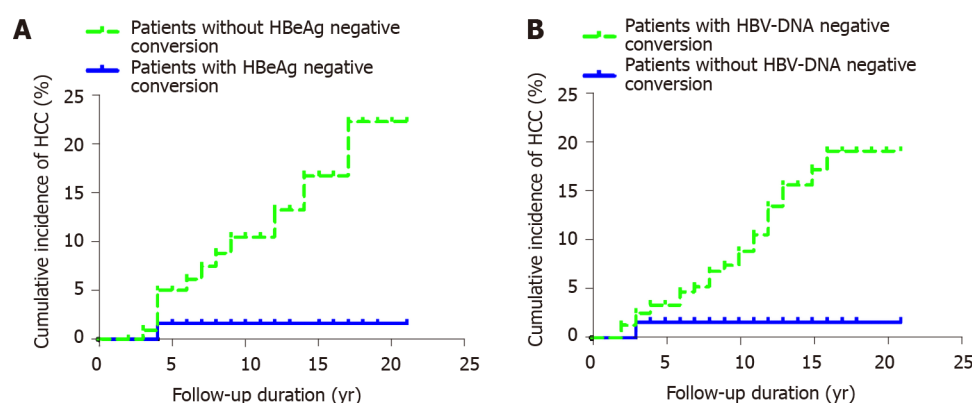 A
Patients without HBeAg negative
conversion
Patients with HBeAg negative
conversion
Cumulative incidence of HCC (%)
25
20
15
10
5
0
0 5 10 15 20 25
Follow-up duration (yr)
B
Patients with HBV-DNA negative
conversion
Patients without HBV-DNA negative
conversion
Cumulative incidence of HCC (%)
25
20
15
10
5
0
0 5 10 15 20 25
Follow-up duration (yr)